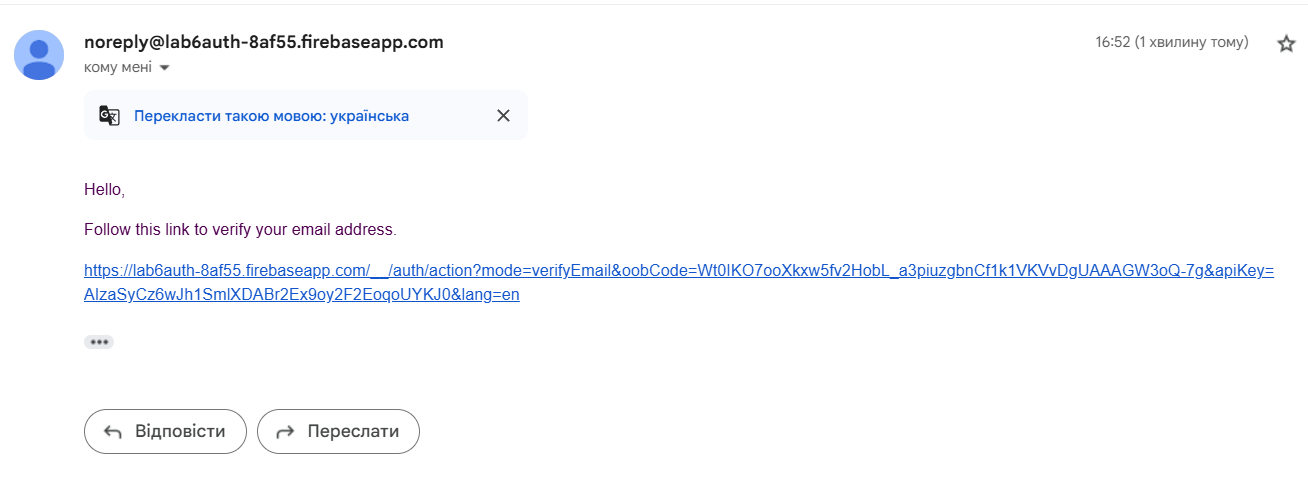 noreply@lab6auth-8af55.firebaseapp.com
16:52 (1 хвилину тому)
кому мені
Перекласти такою мовою: українська
Hello,
Follow this link to verify your email address.
https://lab6auth-8af55.firebaseapp.com/__/auth/action?mode=verifyEmail&oobCode=Wt0IKO7ooXkxw5fv2HobL_a3piuzgbnCf1k1VKVvDgUAAAGW3oQ-7g&apiKey=
AIzaSyCz6wJh1SmlXDABr2Ex9oy2F2EoqoUYKJ0&lang=en
Відповісти
Переслати